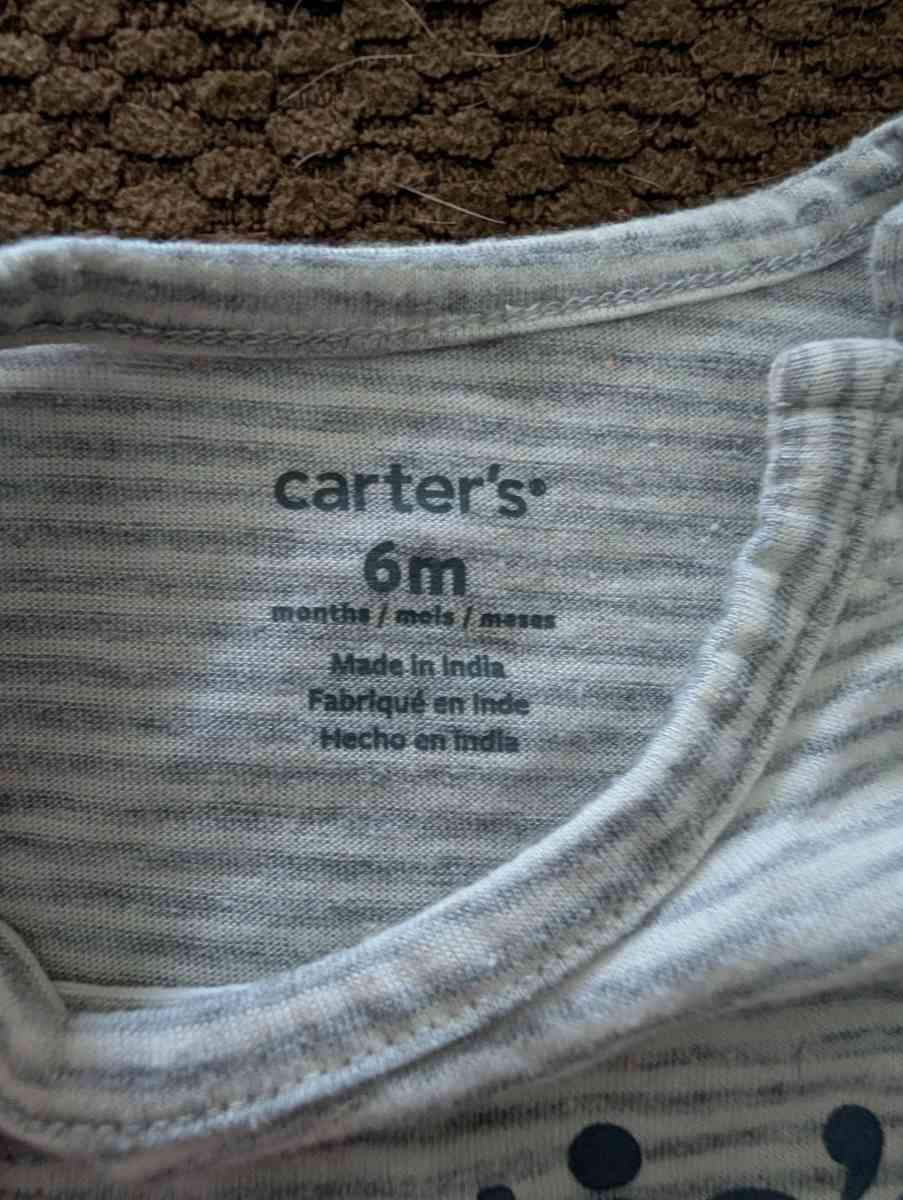 carter's®
6m
months / mois / meses
Made in India
Fabriqué en Inde
Hecho en India